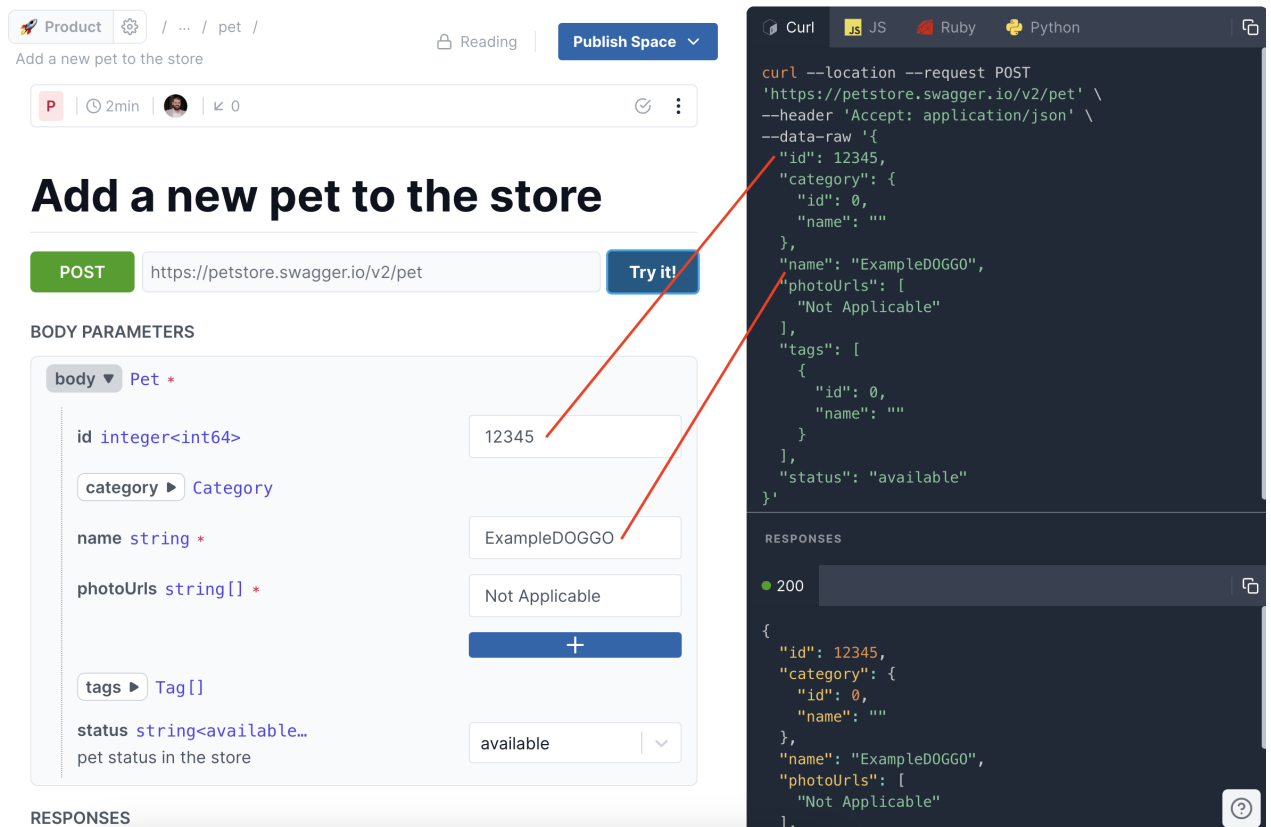 Product / ... / pet /
Add a new pet to the store
Reading
Publish Space
P 2min 0
Add a new pet to the store
POST https://petstore.swagger.io/v2/pet Try it!
BODY PARAMETERS
body Pet *
id integer<int64> 12345
category Category
name string * ExampleDOGGO
photoUrls string[] * Not Applicable
+
tags Tag[]
status string<available… available
pet status in the store
RESPONSES
Curl JS JS Ruby Python
curl --location --request POST
'https://petstore.swagger.io/v2/pet' \
--header 'Accept: application/json' \
--data-raw '{
"id": 12345,
"category": {
"id": 0,
"name": ""
},
"name": "ExampleDOGGO",
"photoUrls": [
"Not Applicable"
],
"tags": [
{
"id": 0,
"name": ""
}
],
"status": "available"
}'
RESPONSES
200
{
"id": 12345,
"category": {
"id": 0,
"name": ""
},
"name": "ExampleDOGGO",
"photoUrls": [
"Not Applicable"
],